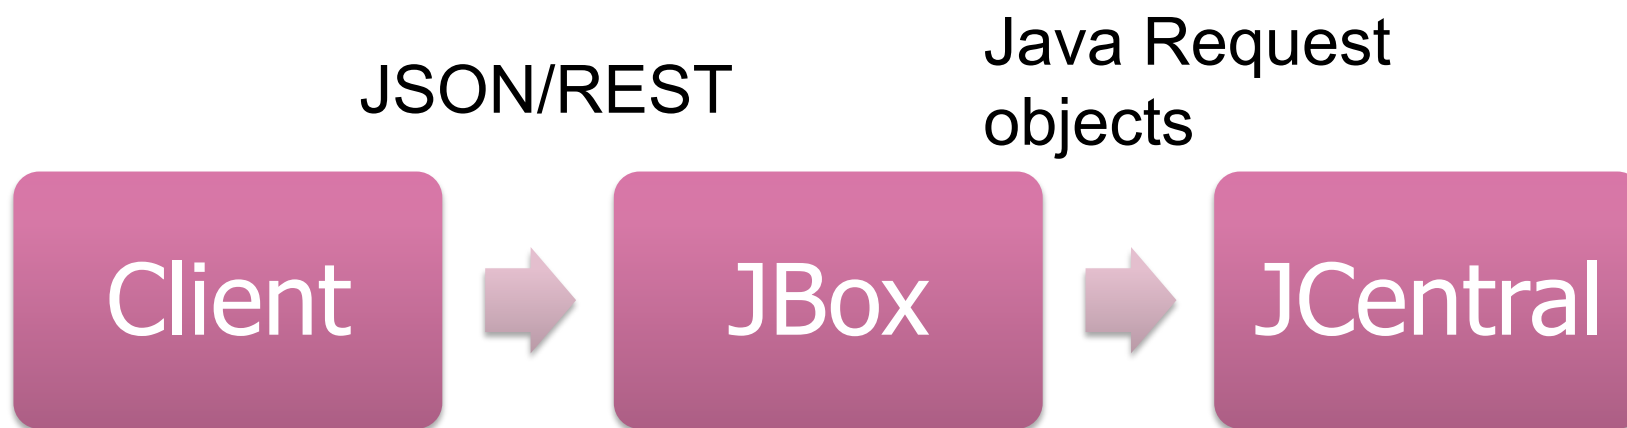 JSON/REST
Java Request
objects
Client
JBox
JCentral